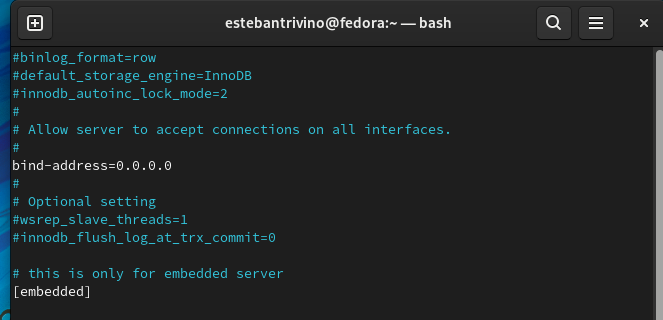 estebantrivino@fedora:~ — bash
#binlog_format=row
#default_storage_engine=InnoDB
#innodb_autoinc_lock_mode=2
#
# Allow server to accept connections on all interfaces.
#
bind-address=0.0.0.0
#
# Optional setting
#wsrep_slave_threads=1
#innodb_flush_log_at_trx_commit=0

# this is only for embedded server
[embedded]